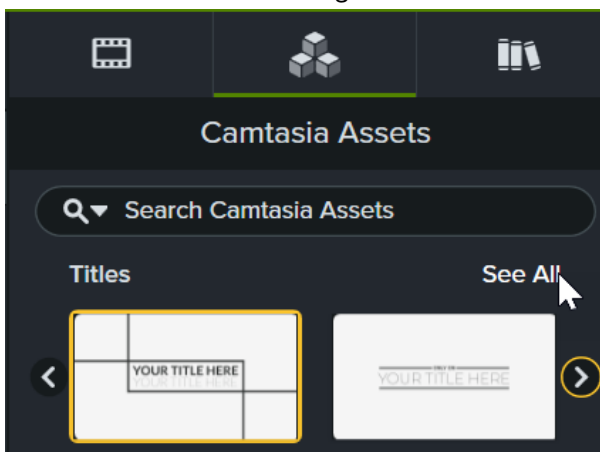 Camtasia Assets
Search Camtasia Assets
Titles
See All
YOUR TITLE HERE
YOUR TITLE HERE
YOUR TITLE HERE